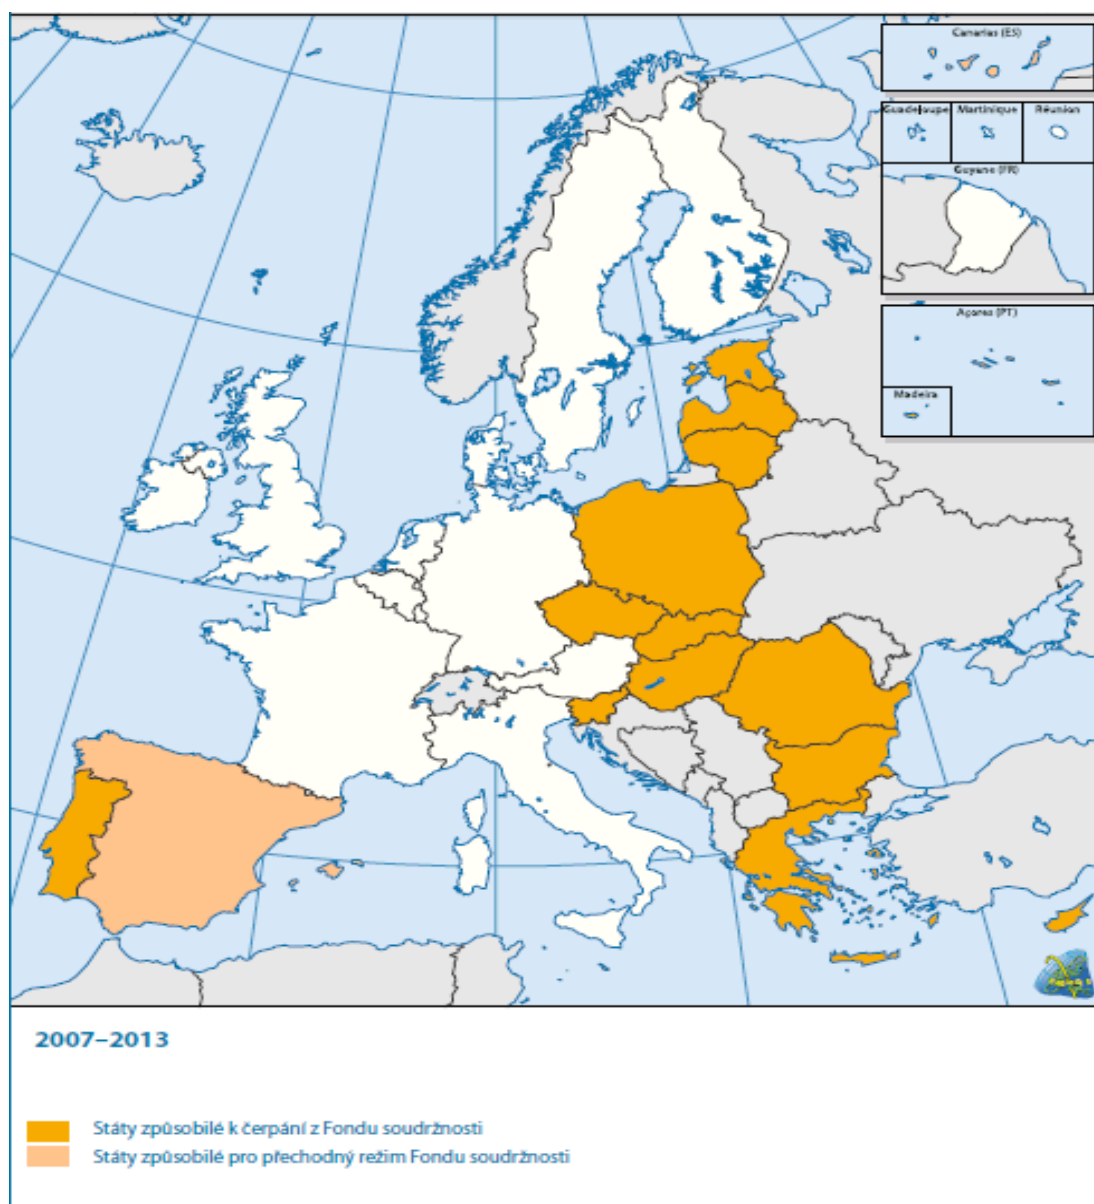 Canarias (ES)
Guadeloupe
Martinique
Réunion
Guyane (FR)
Açores (PT)
Madeira
2007–2013
Státy způsobilé k čerpání z Fondu soudržnosti
Státy způsobilé pro přechodný režim Fondu soudržnosti